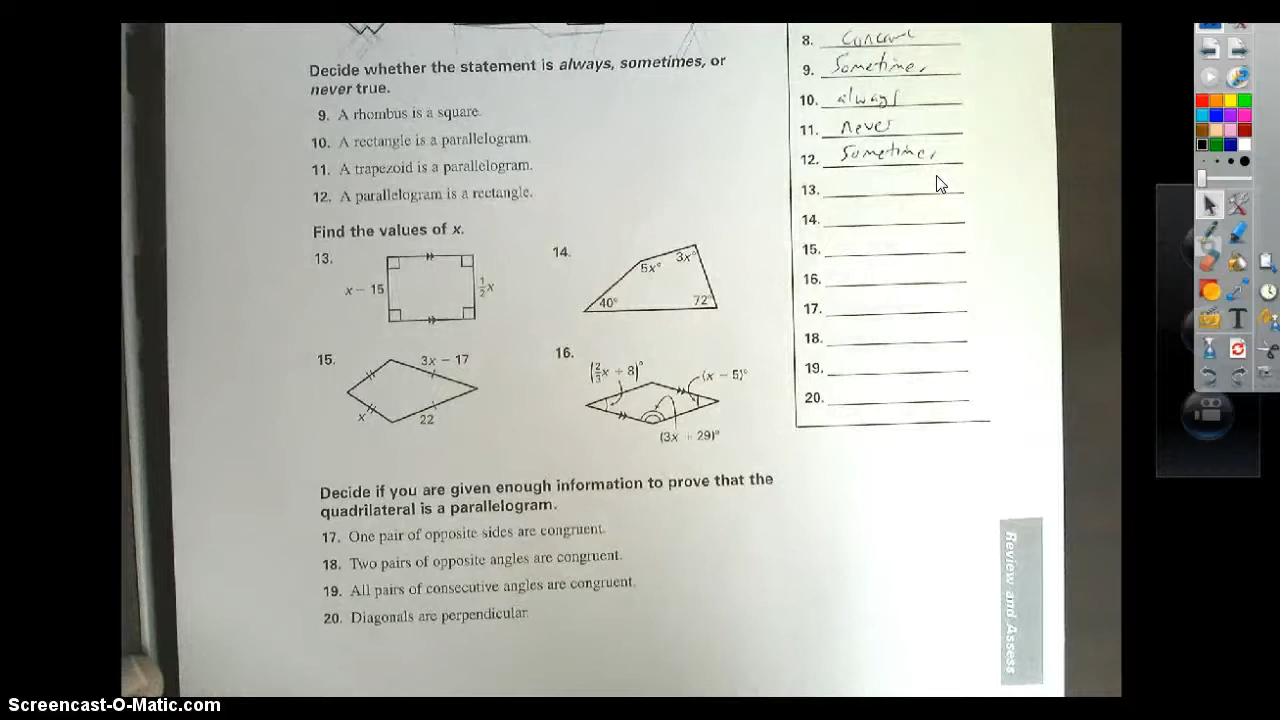 Decide whether the statement is always, sometimes, or
never true.
9. A rhombus is a square.
10. A rectangle is a parallelogram.
11. A trapezoid is a parallelogram.
12. A parallelogram is a rectangle.
Find the values of x.
13.
x − 15
1/2 x
14.
5x°
3x°
40°
72°
15.
3x − 17
x
22
16.
(2/3 x + 8)°
(x − 5)°
(3x + 29)°
Decide if you are given enough information to prove that the
quadrilateral is a parallelogram.
17. One pair of opposite sides are congruent.
18. Two pairs of opposite angles are congruent.
19. All pairs of consecutive angles are congruent.
20. Diagonals are perpendicular.
8. Concave
9. Sometimes
10. always
11. never
12. Sometimes
13.
14.
15.
16.
17.
18.
19.
20.
Review and Assess
T
Screencast-O-Matic.com